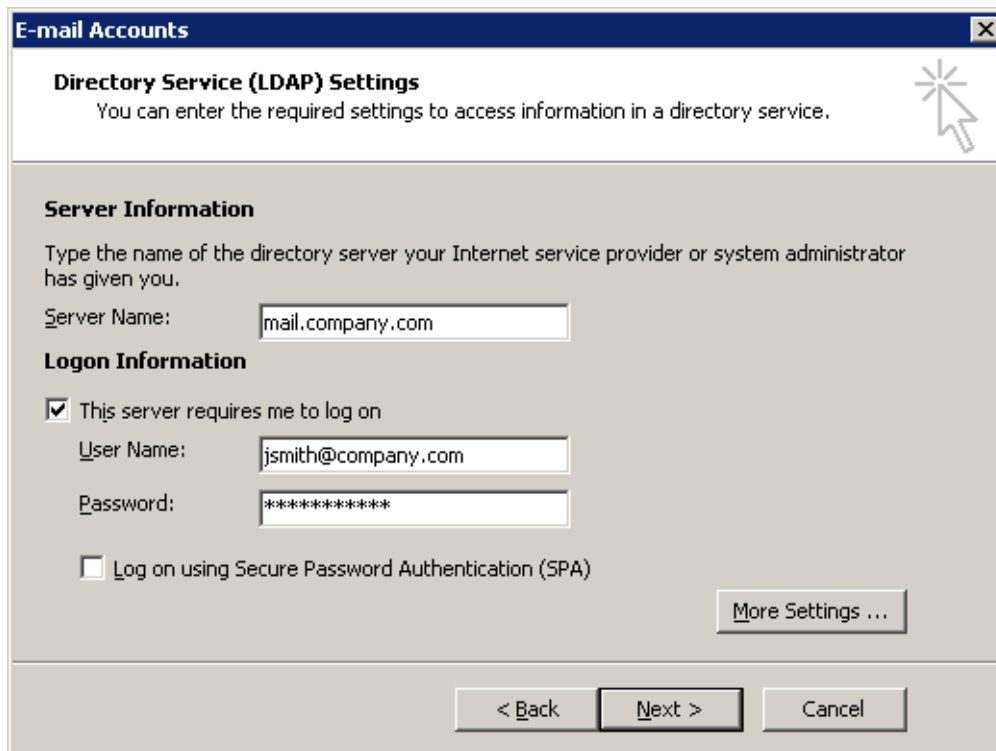 E-mail Accounts
Directory Service (LDAP) Settings
You can enter the required settings to access information in a directory service.
Server Information
Type the name of the directory server your Internet service provider or system administrator
has given you.
Server Name: mail.company.com
Logon Information
This server requires me to log on
User Name: jsmith@company.com
Password: ***********
Log on using Secure Password Authentication (SPA)
More Settings ...
< Back Next > Cancel